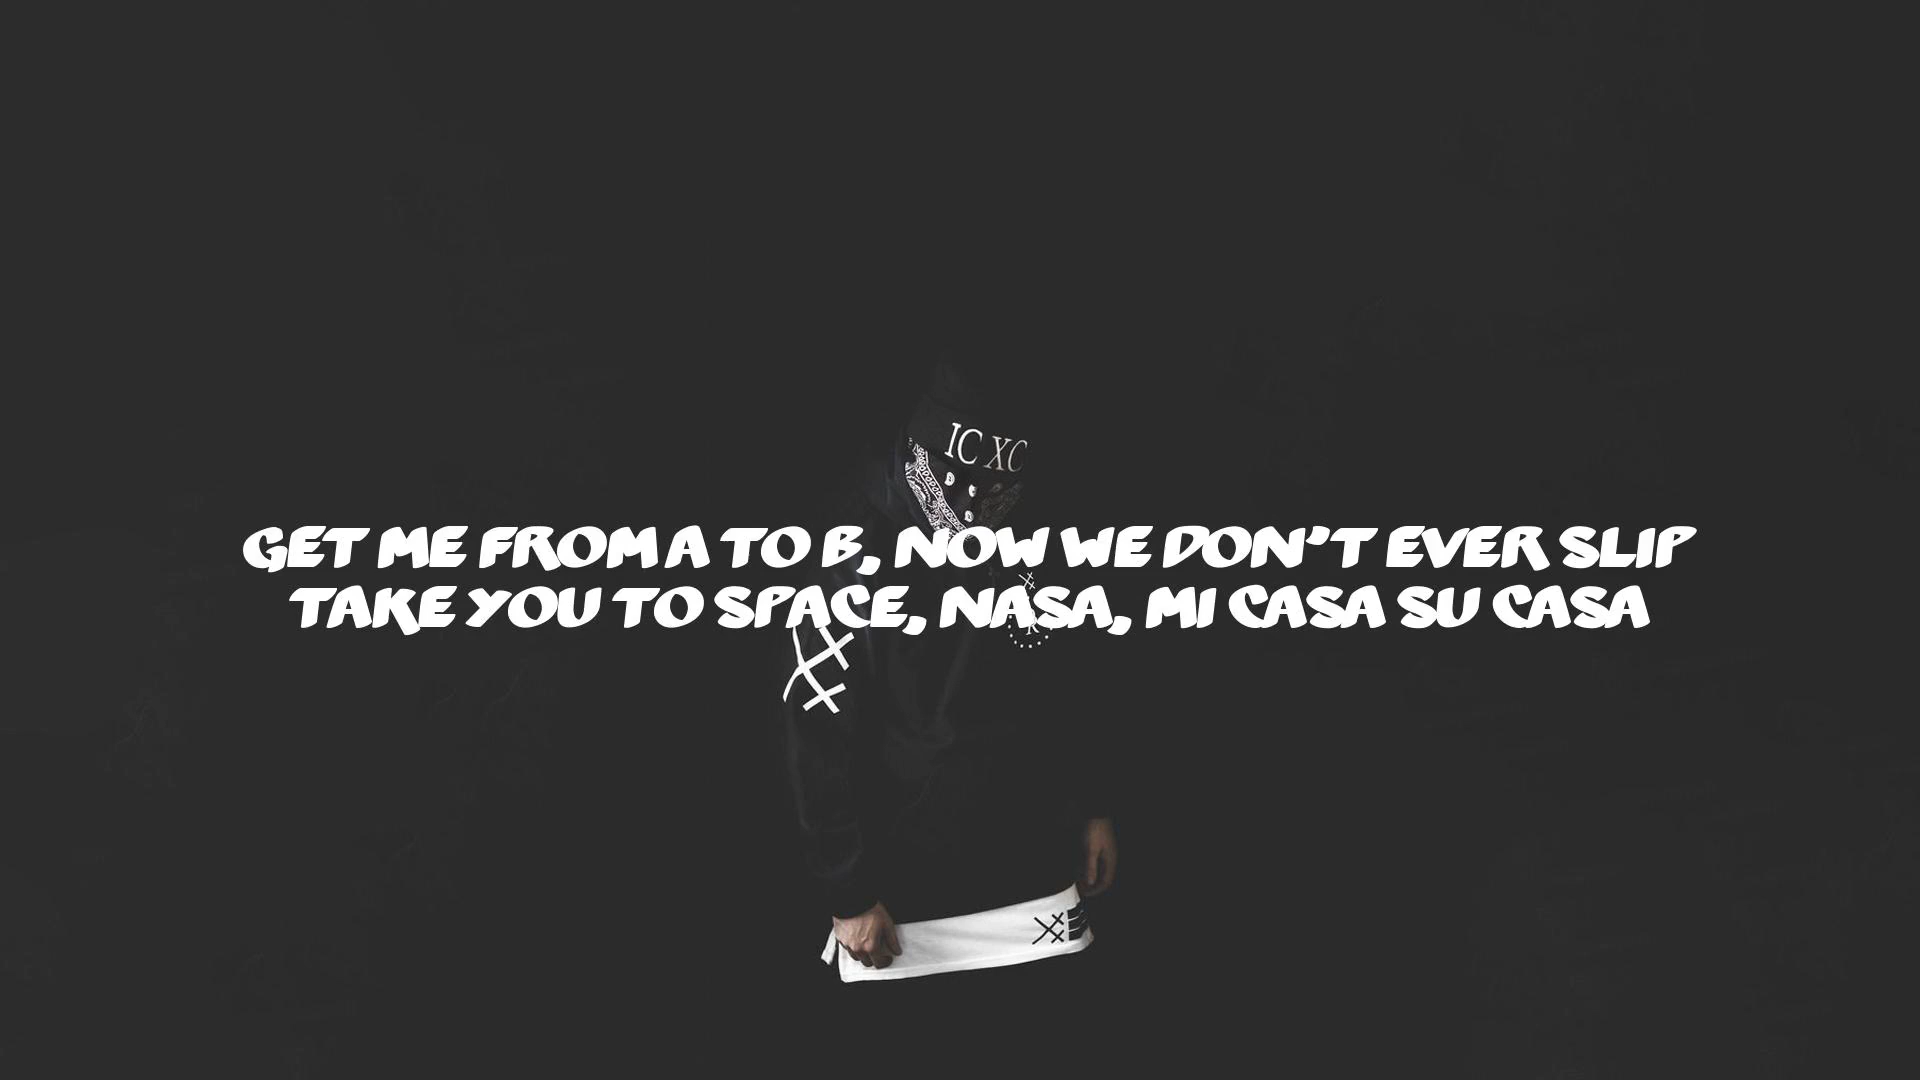 IC XC
GET ME FROM A TO B, NOW WE DON'T EVER SLIP
TAKE YOU TO SPACE, NASA, MI CASA SU CASA